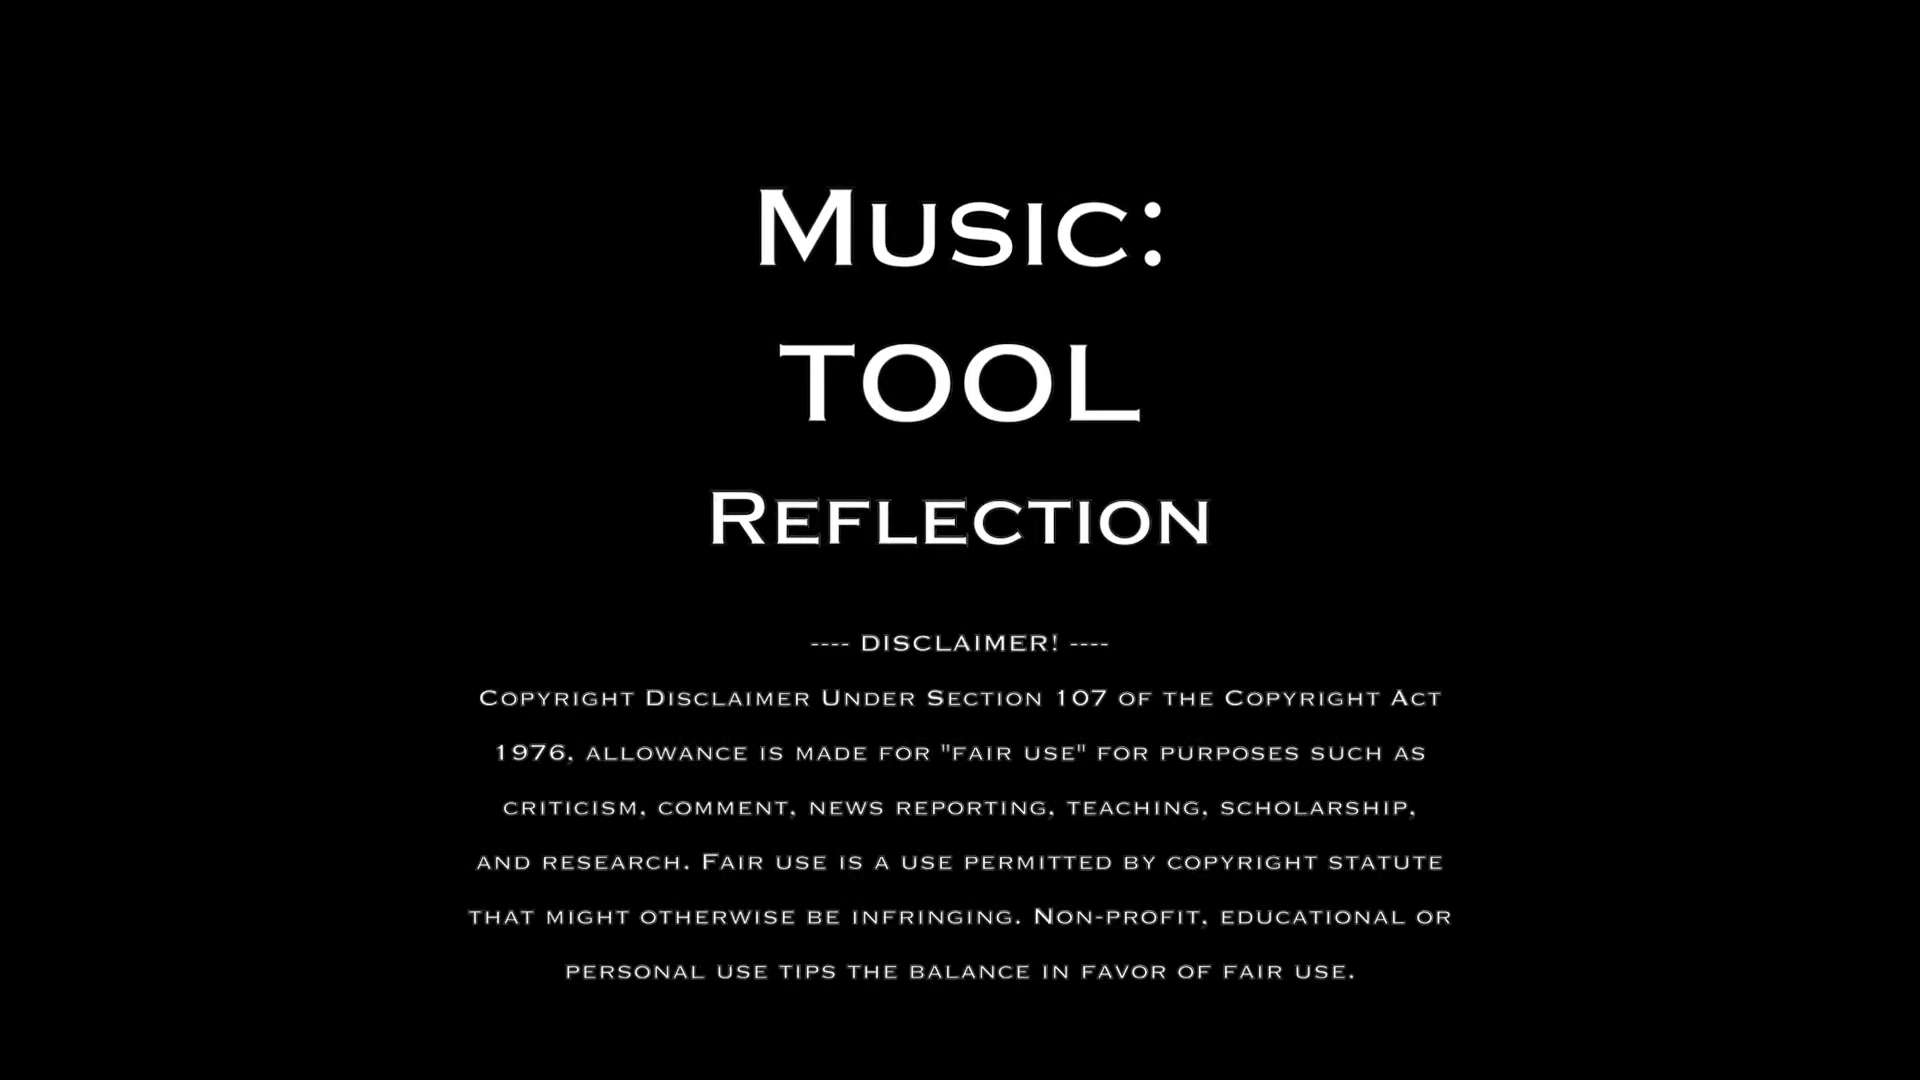 Music:
TOOL
Reflection
---- DISCLAIMER! ----
Copyright Disclaimer Under Section 107 of the Copyright Act
1976, allowance is made for "fair use" for purposes such as
criticism, comment, news reporting, teaching, scholarship,
and research. Fair use is a use permitted by copyright statute
that might otherwise be infringing. Non-profit, educational or
personal use tips the balance in favor of fair use.